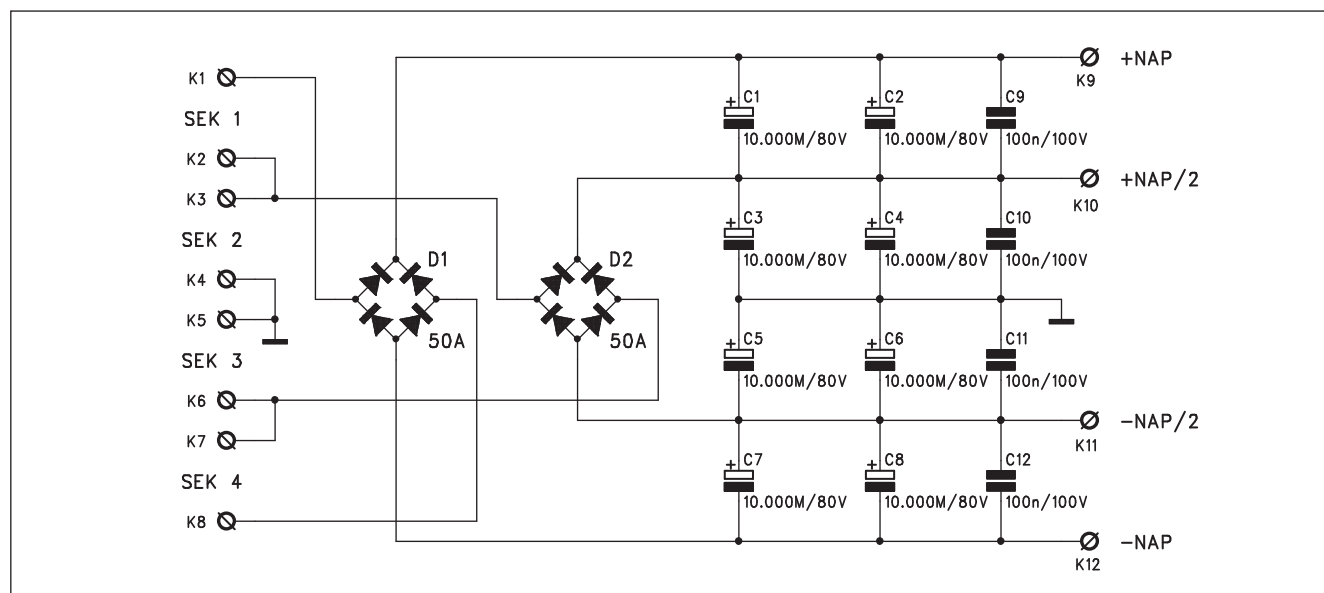 K1
SEK 1
K2
K3
SEK 2
K4
K5
SEK 3
K6
K7
SEK 4
K8
D1
50A
D2
50A
+ C1
10.000M/80V
+ C2
10.000M/80V
C9
100n/100V
+ C3
10.000M/80V
+ C4
10.000M/80V
C10
100n/100V
+ C5
10.000M/80V
+ C6
10.000M/80V
C11
100n/100V
+ C7
10.000M/80V
+ C8
10.000M/80V
C12
100n/100V
+NAP
K9
+NAP/2
K10
-NAP/2
K11
-NAP
K12